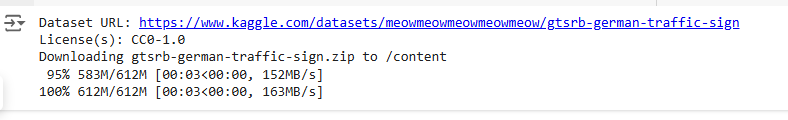 Dataset URL: https://www.kaggle.com/datasets/meowmeowmeowmeowmeow/gtsrb-german-traffic-sign
License(s): CC0-1.0
Downloading gtsrb-german-traffic-sign.zip to /content
95% 583M/612M [00:03<00:00, 152MB/s]
100% 612M/612M [00:03<00:00, 163MB/s]